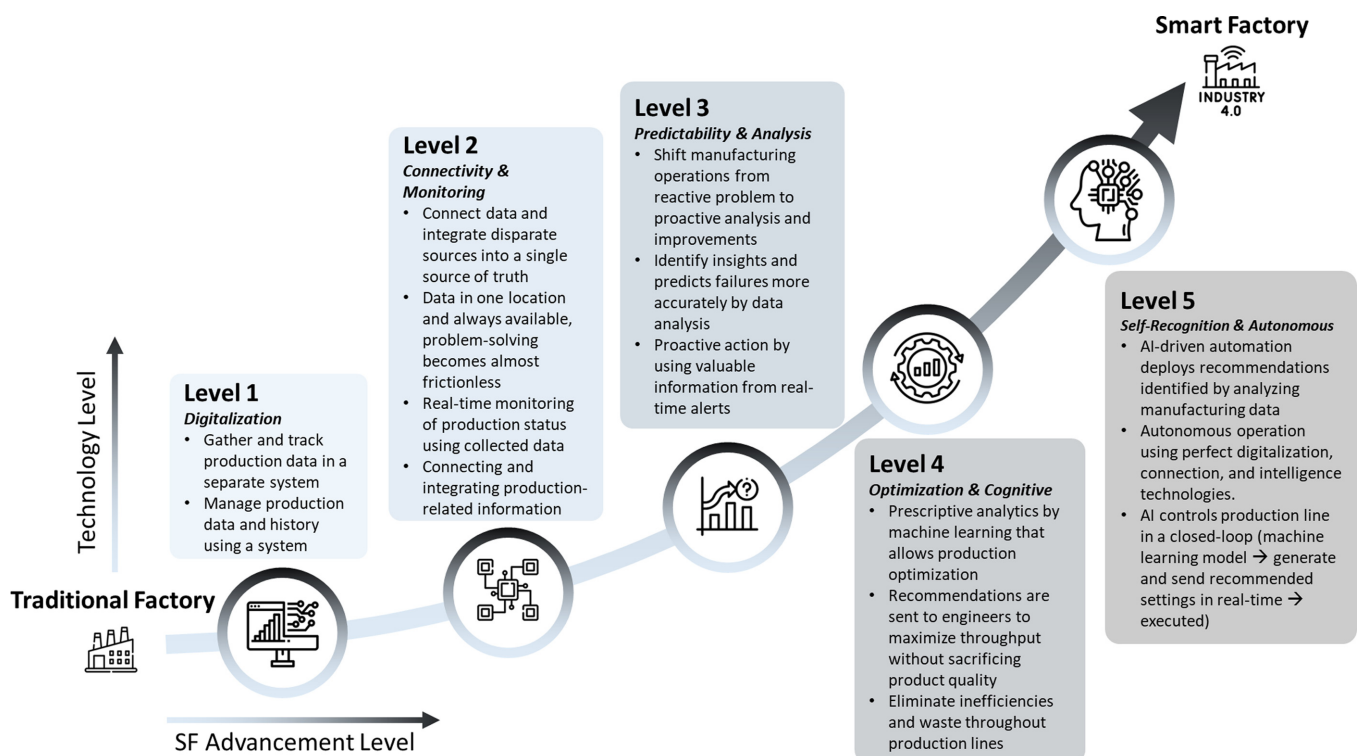 Smart Factory
INDUSTRY
4.0
Level 3
Predictability & Analysis
• Shift manufacturing
operations from
reactive problem to
proactive analysis and
improvements
• Identify insights and
predicts failures more
accurately by data
analysis
• Proactive action by
using valuable
information from real-
time alerts
Level 2
Connectivity &
Monitoring
• Connect data and
integrate disparate
sources into a single
source of truth
• Data in one location
and always available,
problem-solving
becomes almost
frictionless
• Real-time monitoring
of production status
using collected data
• Connecting and
integrating production-
related information
Level 1
Digitalization
• Gather and track
production data in a
separate system
• Manage production
data and history
using a system
Level 5
Self-Recognition & Autonomous
• AI-driven automation
deploys recommendations
identified by analyzing
manufacturing data
• Autonomous operation
using perfect digitalization,
connection, and intelligence
technologies.
• AI controls production line
in a closed-loop (machine
learning model → generate
and send recommended
settings in real-time →
executed)
Level 4
Optimization & Cognitive
• Prescriptive analytics by
machine learning that
allows production
optimization
• Recommendations are
sent to engineers to
maximize throughput
without sacrificing
product quality
• Eliminate inefficiencies
and waste throughout
production lines
Technology Level
Traditional Factory
SF Advancement Level
?